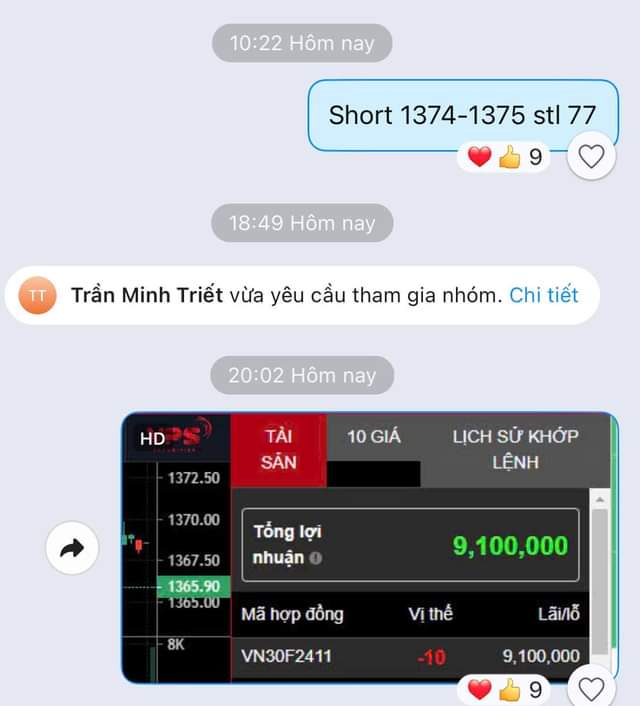 10:22 Hôm nay
Short 1374-1375 stl 77
9
18:49 Hôm nay
TT Trần Minh Triết vừa yêu cầu tham gia nhóm. Chi tiết
20:02 Hôm nay
HD VPS
TÀI SẢN
10 GIÁ
LỊCH SỬ KHỚP LỆNH
1372.50
1370.00
1367.50
1365.90
1365.00
8K
Tổng lợi nhuận
9,100,000
Mã hợp đồng Vị thế Lãi/lỗ
VN30F2411 -10 9,100,000
9